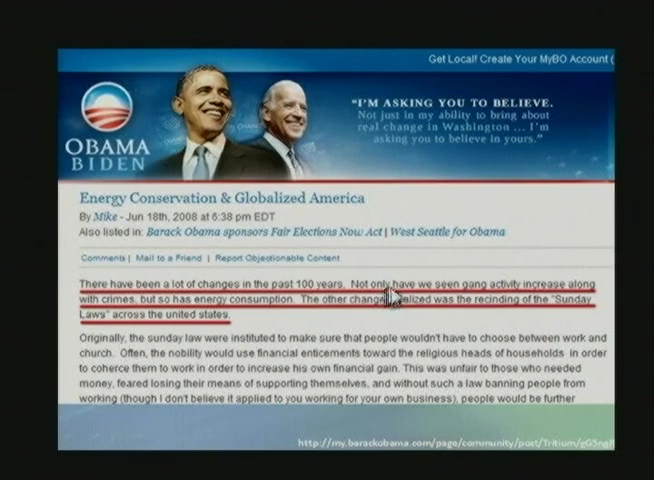 Get Local! Create Your MyBO Account (
"I'M ASKING YOU TO BELIEVE.
Not just in my ability to bring about
real change in Washington ... I'm
asking you to believe in yours."
OBAMA
BIDEN
Energy Conservation & Globalized America
By Mike - Jun 18th, 2008 at 6:38 pm EDT
Also listed in: Barack Obama sponsors Fair Elections Now Act | West Seattle for Obama
Comments | Mail to a Friend | Report Objectionable Content
There have been a lot of changes in the past 100 years. Not only have we seen gang activity increase along
with crimes, but so has energy consumption. The other change realized was the recinding of the "Sunday
Laws" across the united states.
Originally, the sunday law were instituted to make sure that people wouldn't have to choose between work and
church. Often, the nobility would use financial enticements toward the religious heads of households in order
to coherce them to work in order to increase his own financial gain. This was unfair to those who needed
money, feared losing their means of supporting themselves, and without such a law banning people from
working (though I don't believe it applied to you working for your own business), people would be further
http://my.barackobama.com/page/community/post/Tritium/